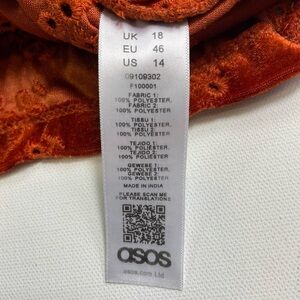 UK 18
EU 46
US 14
09109302
F100001
FABRIC 1:
100% POLYESTER,
FABRIC 2:
100% POLYESTER
TISSU 1:
100% POLYESTER,
TISSU 2:
100% POLYESTER
TEJIDO 1:
100% POLIESTER,
TEJIDO 2:
100% POLIESTER
GEWEBE 1:
100% POLYESTER,
GEWEBE 2:
100% POLYESTER
MADE IN INDIA
PLEASE SCAN ME
FOR TRANSLATIONS
asos
asos.com Ltd